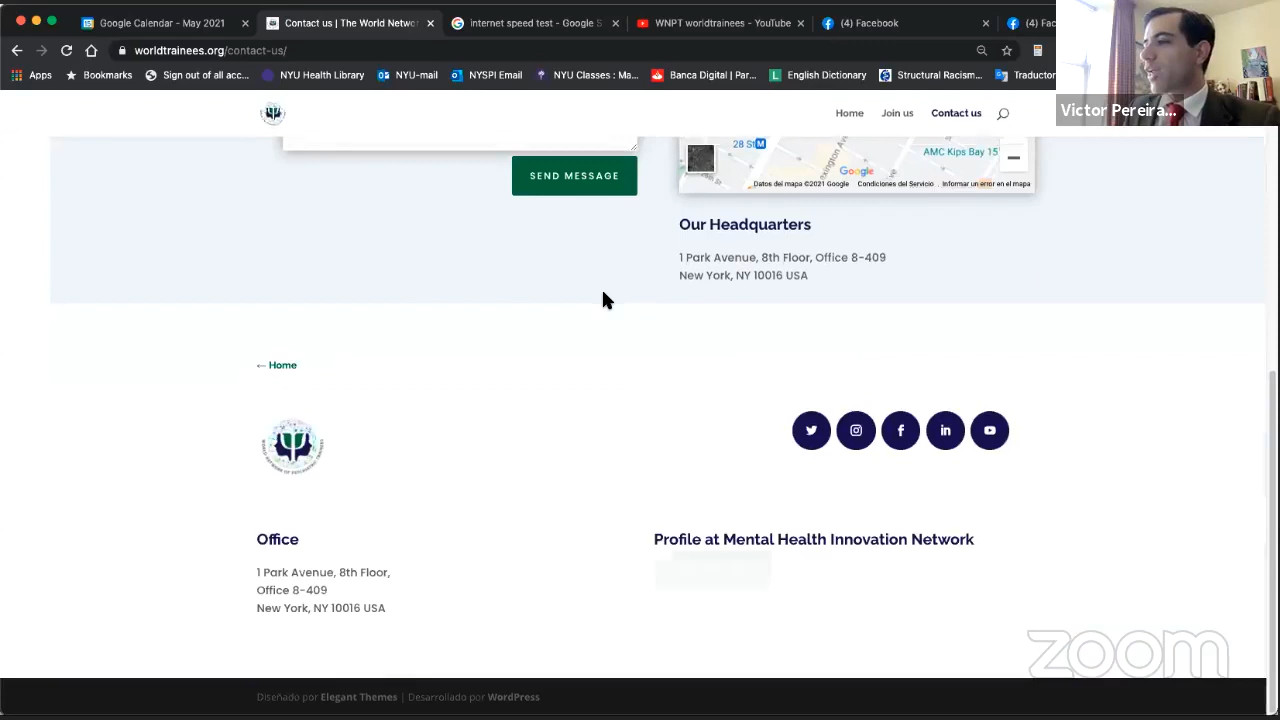 Google Calendar - May 2021
Contact us | The World Netwo
internet speed test - Google S
WNPT worldtrainees - YouTube
(4) Facebook
(4) Fa
worldtrainees.org/contact-us/
Apps
Bookmarks
Sign out of all acc...
NYU Health Library
NYU-mail
NYSPI Email
NYU Classes : Ma...
Banca Digital | Par...
English Dictionary
Structural Racism...
Traductor
Victor Pereira...
Home
Join us
Contact us
28 St
AMC Kips Bay 15
Google
Datos del mapa ©2021 Google
Condiciones del Servicio
Informar un error en el mapa
SEND MESSAGE
Our Headquarters
1 Park Avenue, 8th Floor, Office 8-409
New York, NY 10016 USA
← Home
Office
1 Park Avenue, 8th Floor,
Office 8-409
New York, NY 10016 USA
Profile at Mental Health Innovation Network
zoom
Diseñado por Elegant Themes | Desarrollado por WordPress